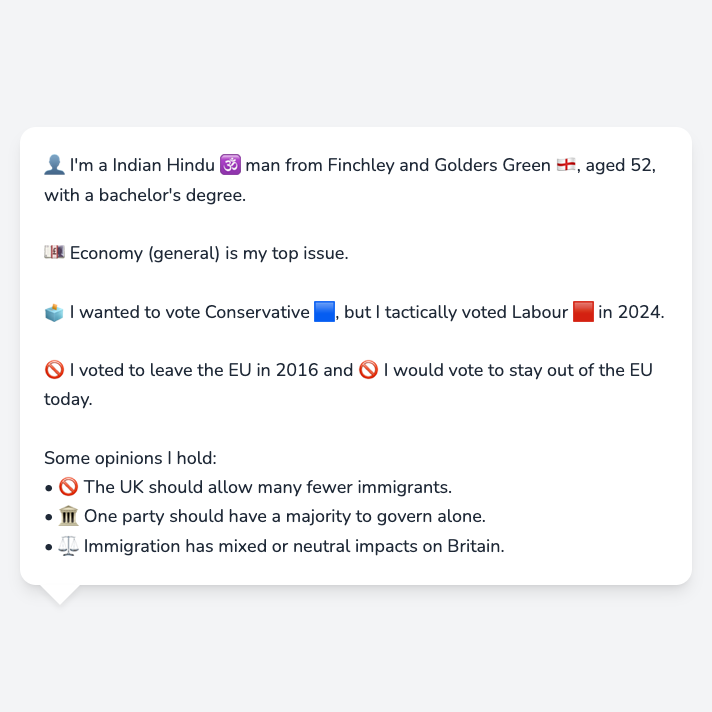 👤 I'm a Indian Hindu 🕉️ man from Finchley and Golders Green 🏴󠁧󠁢󠁥󠁮󠁧󠁿, aged 52,
with a bachelor's degree.
💷 Economy (general) is my top issue.
🗳️ I wanted to vote Conservative 🟦, but I tactically voted Labour 🟥 in 2024.
🚫 I voted to leave the EU in 2016 and 🚫 I would vote to stay out of the EU
today.
Some opinions I hold:
• 🚫 The UK should allow many fewer immigrants.
• 🏛️ One party should have a majority to govern alone.
• ⚖️ Immigration has mixed or neutral impacts on Britain.